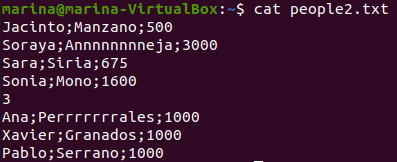 marina@marina-VirtualBox:~$ cat people2.txt
Jacinto;Manzano;500
Soraya;Annnnnnneja;3000
Sara;Siria;675
Sonia;Mono;1600
3
Ana;Perrrrrrrales;1000
Xavier;Granados;1000
Pablo;Serrano;1000